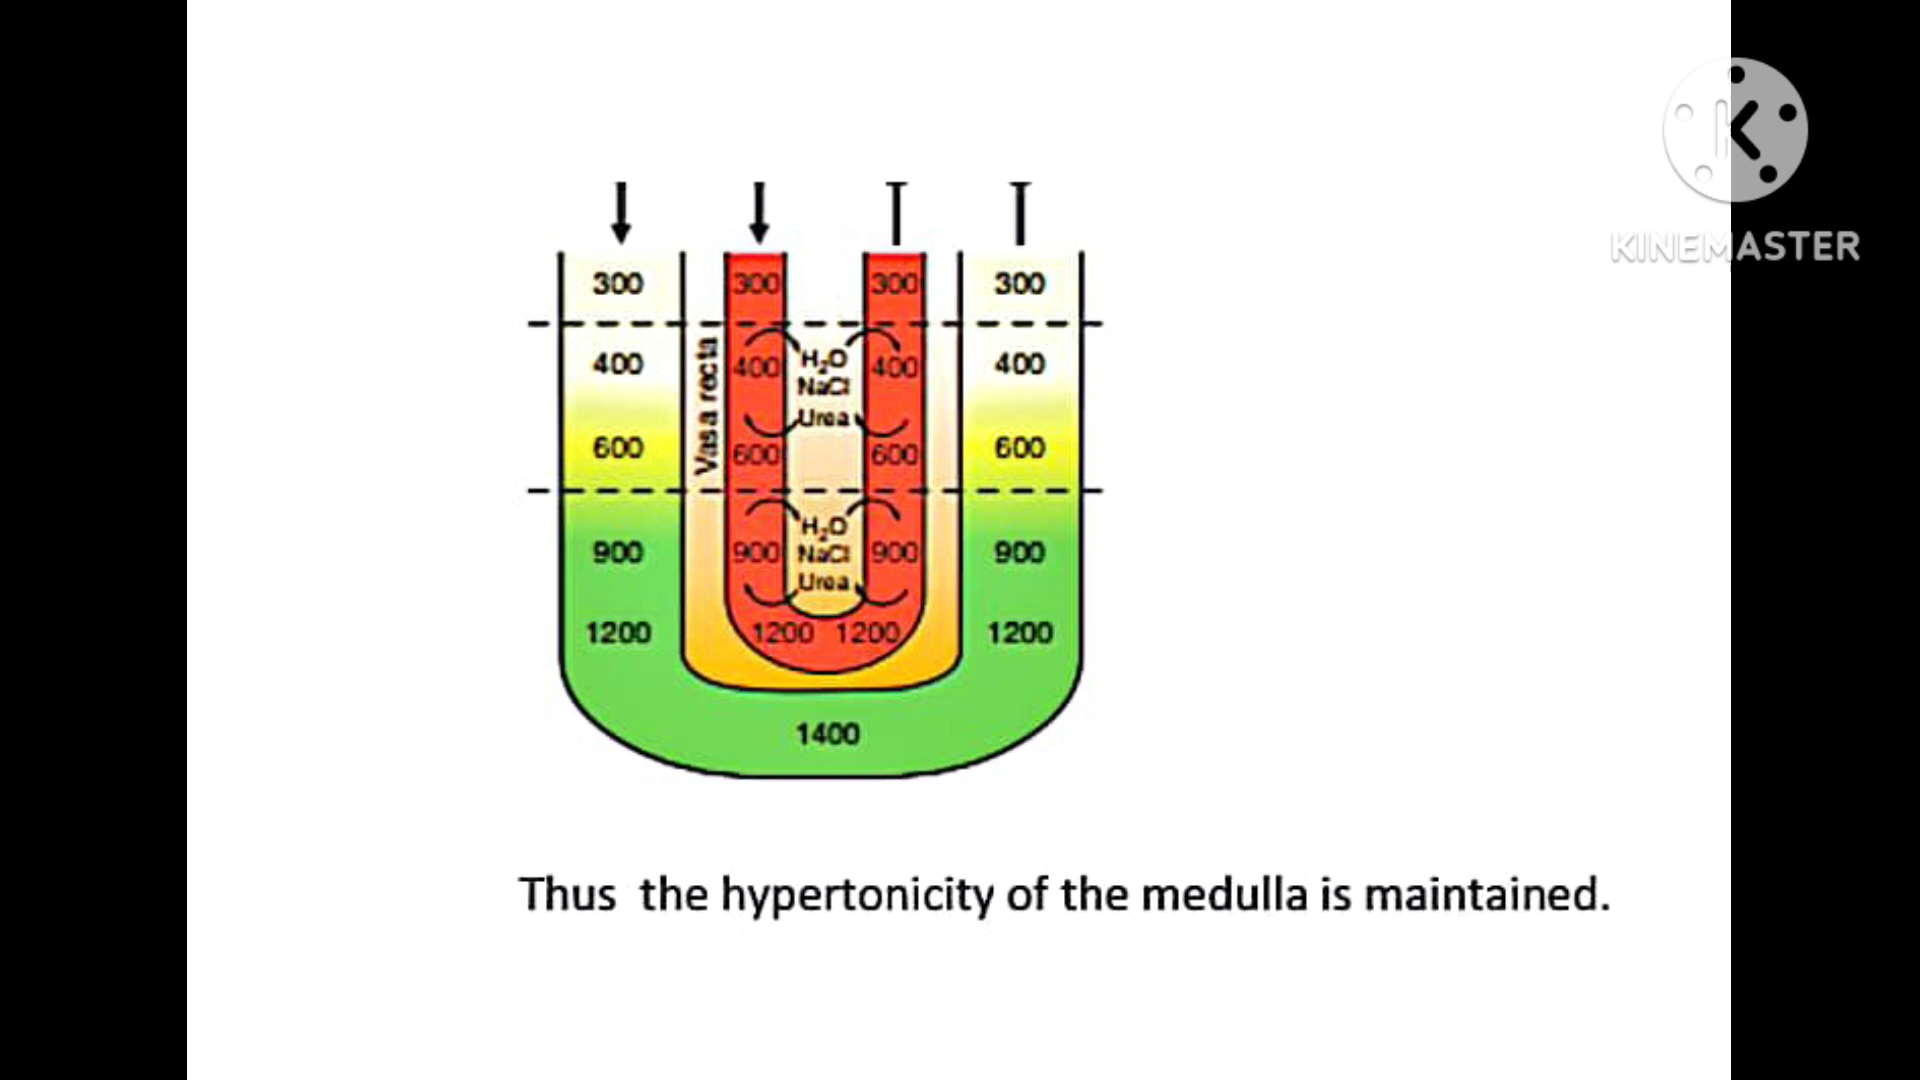 KINEMASTER
300 300 300 300
400 400 H₂O 400 400
NaCl
Urea
600 600 600 600
Vasa recta
H₂O
900 900 NaCl 900 900
Urea
1200 1200 1200 1200
1400
Thus the hypertonicity of the medulla is maintained.